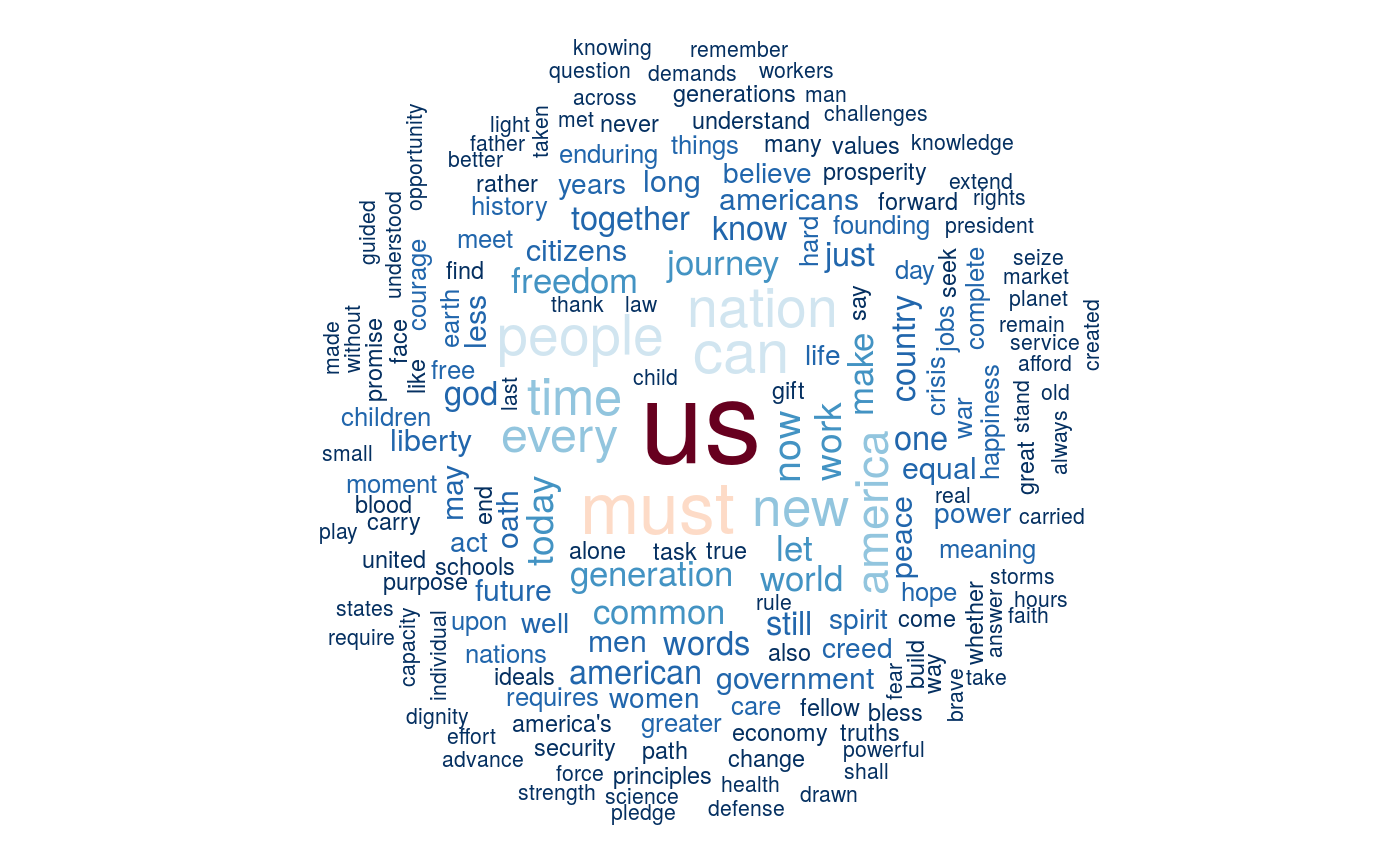 knowing remember
question demands workers
across generations man
light met never understand challenges
opportunity
taken
father
better enduring things many values knowledge
rather years long believe prosperity extend
history together americans forward rights
guided
understood
courage
meet citizens know hard founding president
find freedom journey just day seek complete seize
market
thank law nation say planet
earth less people can life make country jobs remain
service
created
made without promise face like free child crisis afford
god last time us gift now work war happiness great stand old
always
children liberty every america one equal
small
moment may end oath today must new peace real
blood
play carry power carried
act alone task true let meaning
united schools
purpose future generation world hope storms
states common rule hours
require capacity individual upon well still spirit come whether answer faith
men words also creed
nations ideals american government fear build way brave take
requires women care fellow bless
dignity america's greater economy truths
effort
advance security path change powerful
force principles health shall
strength science defense drawn
pledge